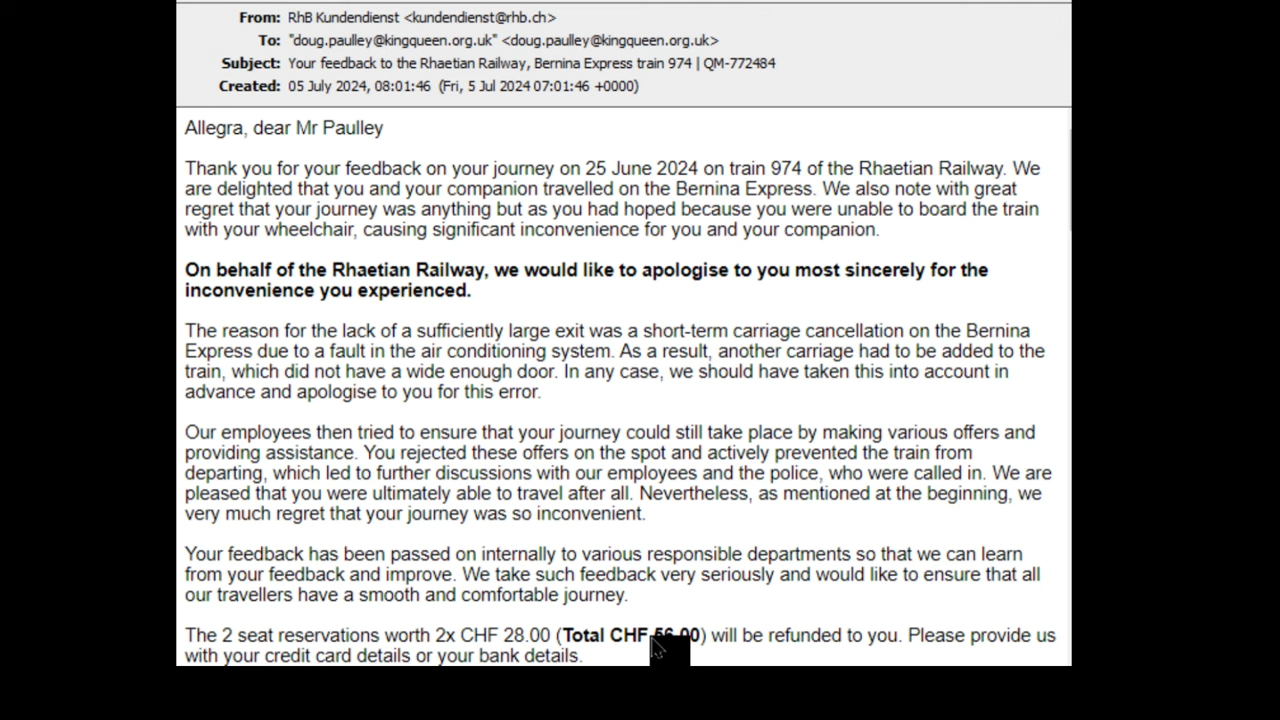 From: RhB Kundendienst <kundendienst@rhb.ch>
To: "doug.paulley@kingqueen.org.uk" <doug.paulley@kingqueen.org.uk>
Subject: Your feedback to the Rhaetian Railway, Bernina Express train 974 | QM-772484
Created: 05 July 2024, 08:01:46 (Fri, 5 Jul 2024 07:01:46 +0000)
Allegra, dear Mr Paulley
Thank you for your feedback on your journey on 25 June 2024 on train 974 of the Rhaetian Railway. We
are delighted that you and your companion travelled on the Bernina Express. We also note with great
regret that your journey was anything but as you had hoped because you were unable to board the train
with your wheelchair, causing significant inconvenience for you and your companion.
On behalf of the Rhaetian Railway, we would like to apologise to you most sincerely for the
inconvenience you experienced.
The reason for the lack of a sufficiently large exit was a short-term carriage cancellation on the Bernina
Express due to a fault in the air conditioning system. As a result, another carriage had to be added to the
train, which did not have a wide enough door. In any case, we should have taken this into account in
advance and apologise to you for this error.
Our employees then tried to ensure that your journey could still take place by making various offers and
providing assistance. You rejected these offers on the spot and actively prevented the train from
departing, which led to further discussions with our employees and the police, who were called in. We are
pleased that you were ultimately able to travel after all. Nevertheless, as mentioned at the beginning, we
very much regret that your journey was so inconvenient.
Your feedback has been passed on internally to various responsible departments so that we can learn
from your feedback and improve. We take such feedback very seriously and would like to ensure that all
our travellers have a smooth and comfortable journey.
The 2 seat reservations worth 2x CHF 28.00 (Total CHF 56.00) will be refunded to you. Please provide us
with your credit card details or your bank details.